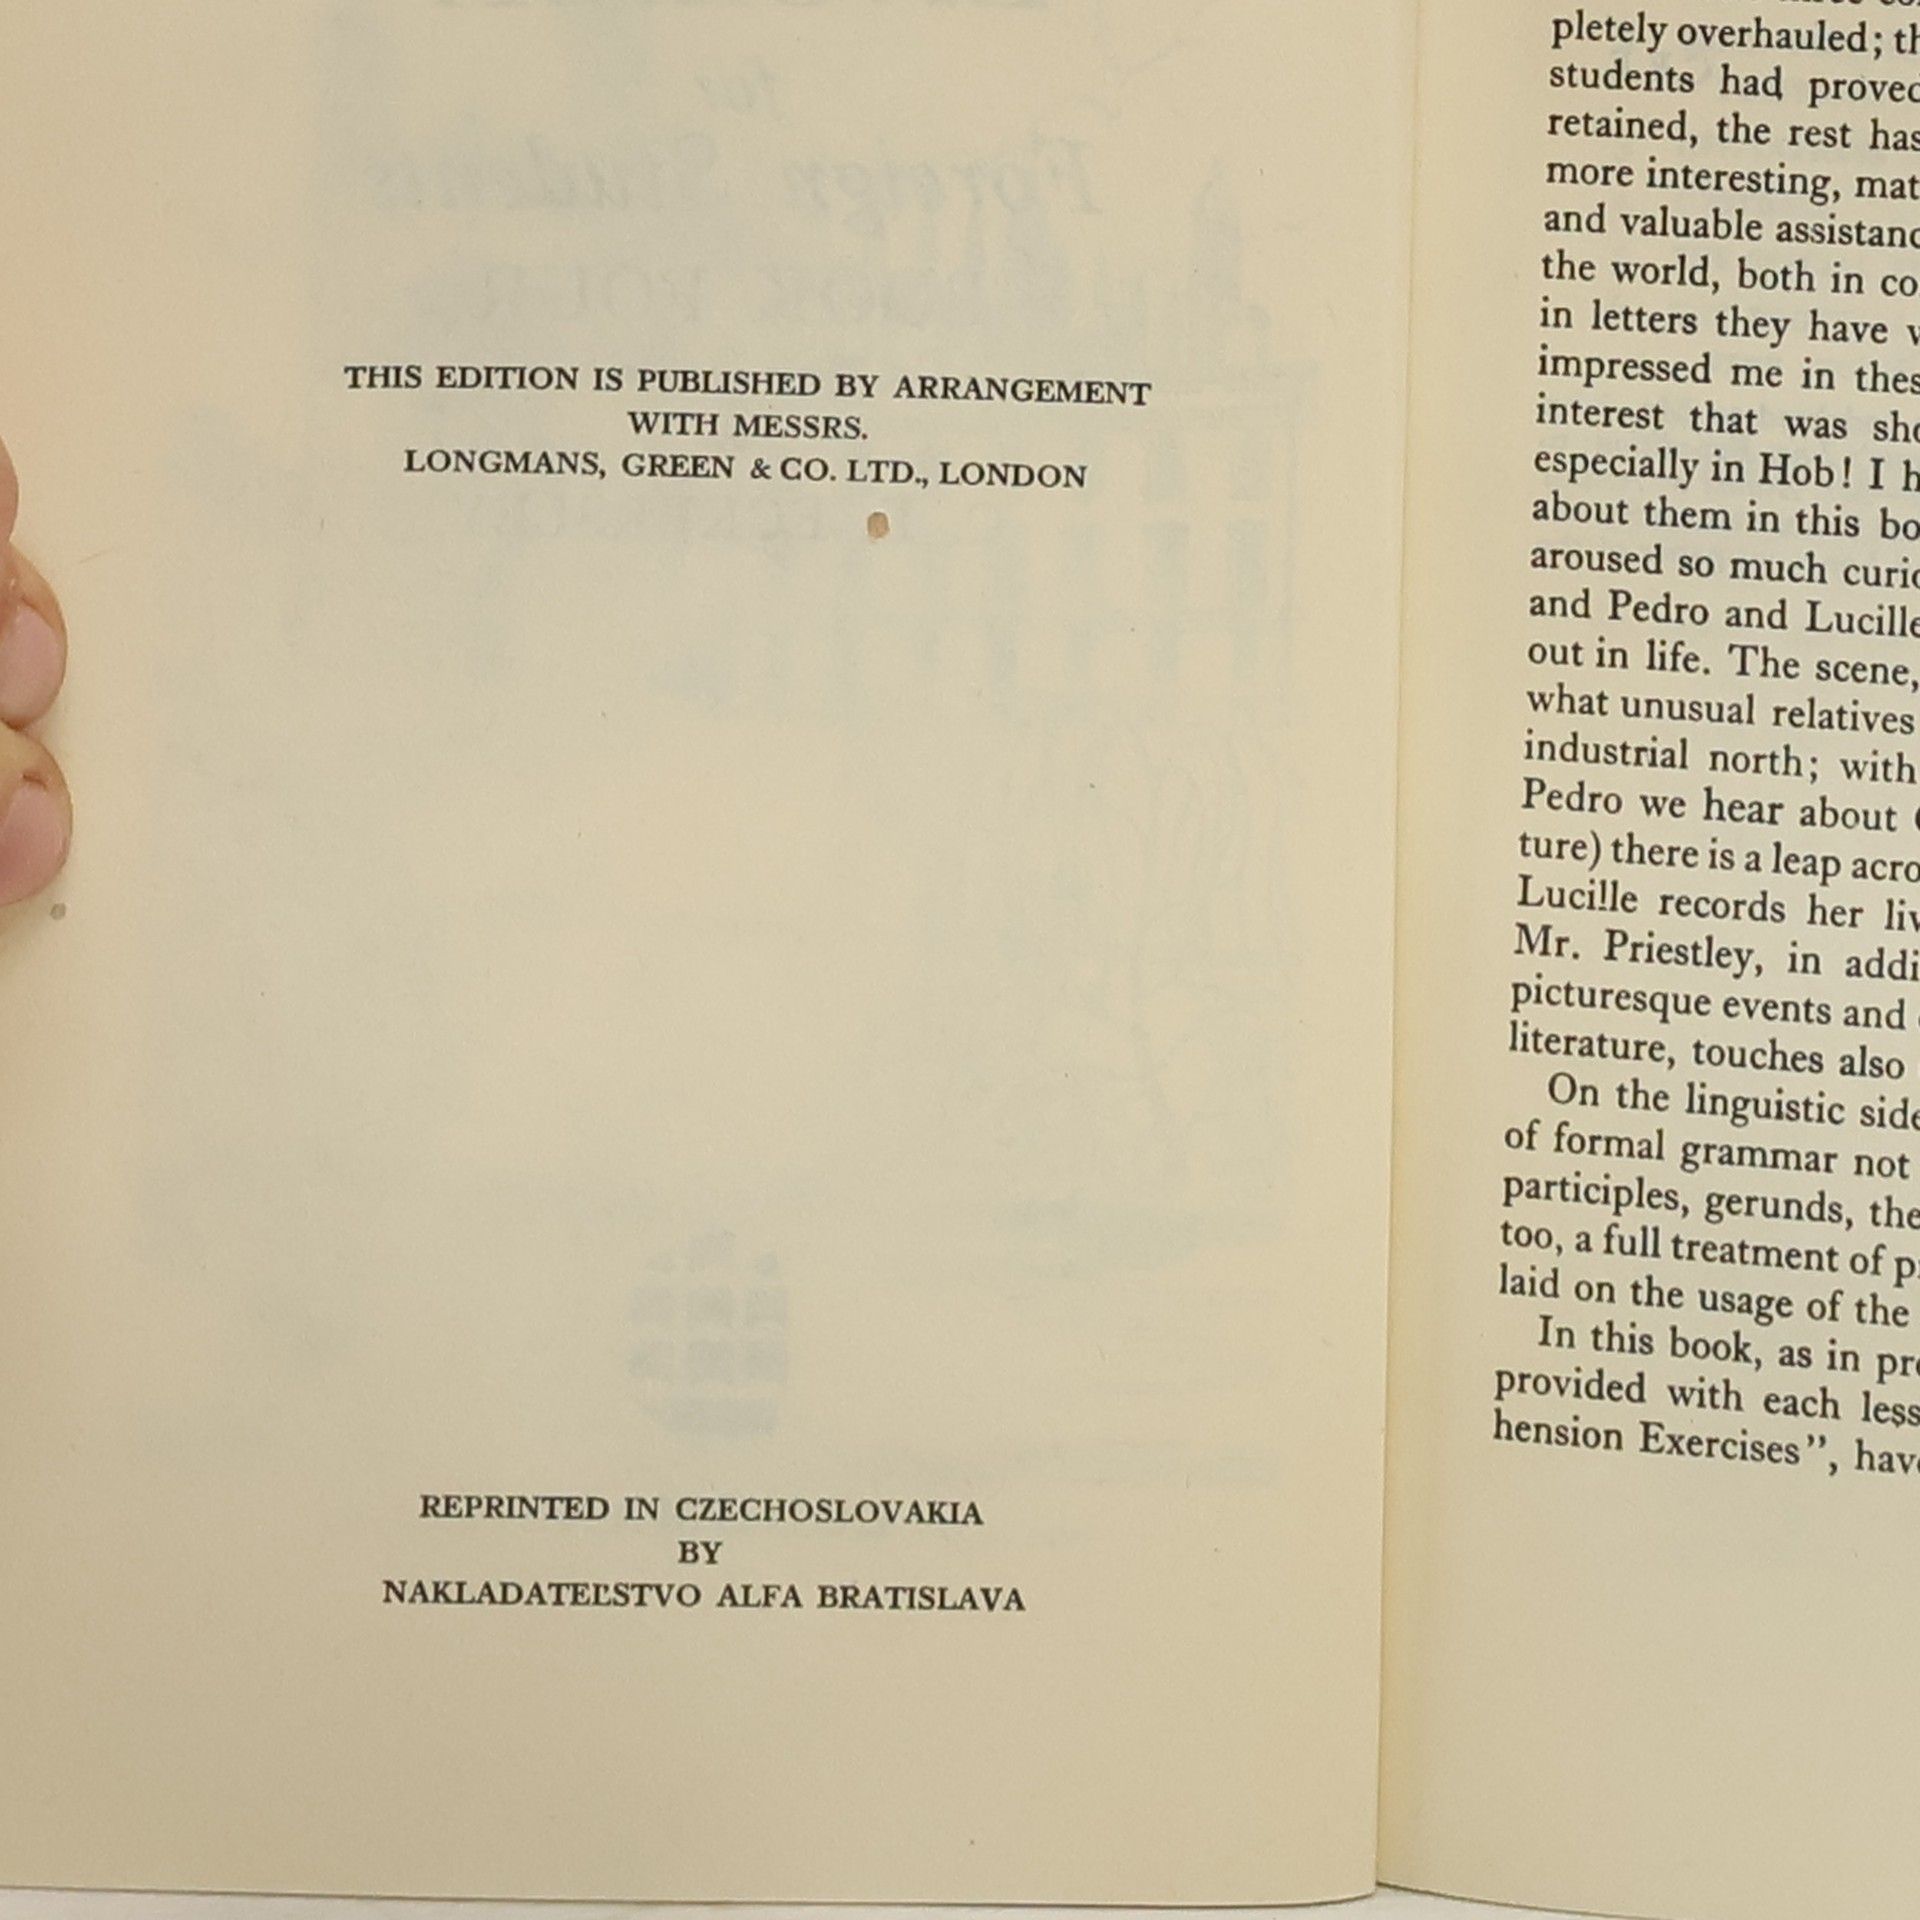 THIS EDITION IS PUBLISHED BY ARRANGEMENT
WITH MESSRS.
LONGMANS, GREEN & CO. LTD., LONDON
REPRINTED IN CZECHOSLOVAKIA
BY
NAKLADATEĽSTVO ALFA BRATISLAVA
pletely overhauled;
students had
retained, the rest has
more interesting,
and valuable
the world, both in
in letters they have
impressed me in
interest that was
especially in Hob! I
about them in this
aroused so much
and Pedro and Lucille
out in life. The scene,
what unusual relatives
industrial north; with
Pedro we hear about
ture) there is a leap
Lucille records her
Mr. Priestley, in
picturesque events and
literature, touches also
On the linguistic
of formal grammar not
participles, gerunds, the
too, a full treatment of
laid on the usage of the
In this book, as in
provided with each
hension Exercises", have